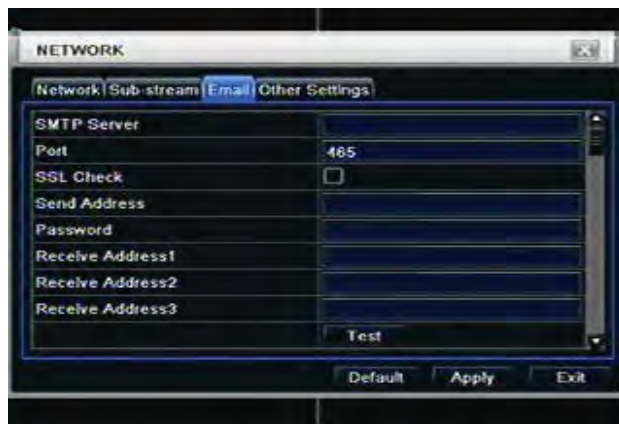 NETWORK
Network Sub-stream Email Other Settings
SMTP Server
Port 465
SSL Check
Send Address
Password
Receive Address1
Receive Address2
Receive Address3
Test
Default Apply Exit